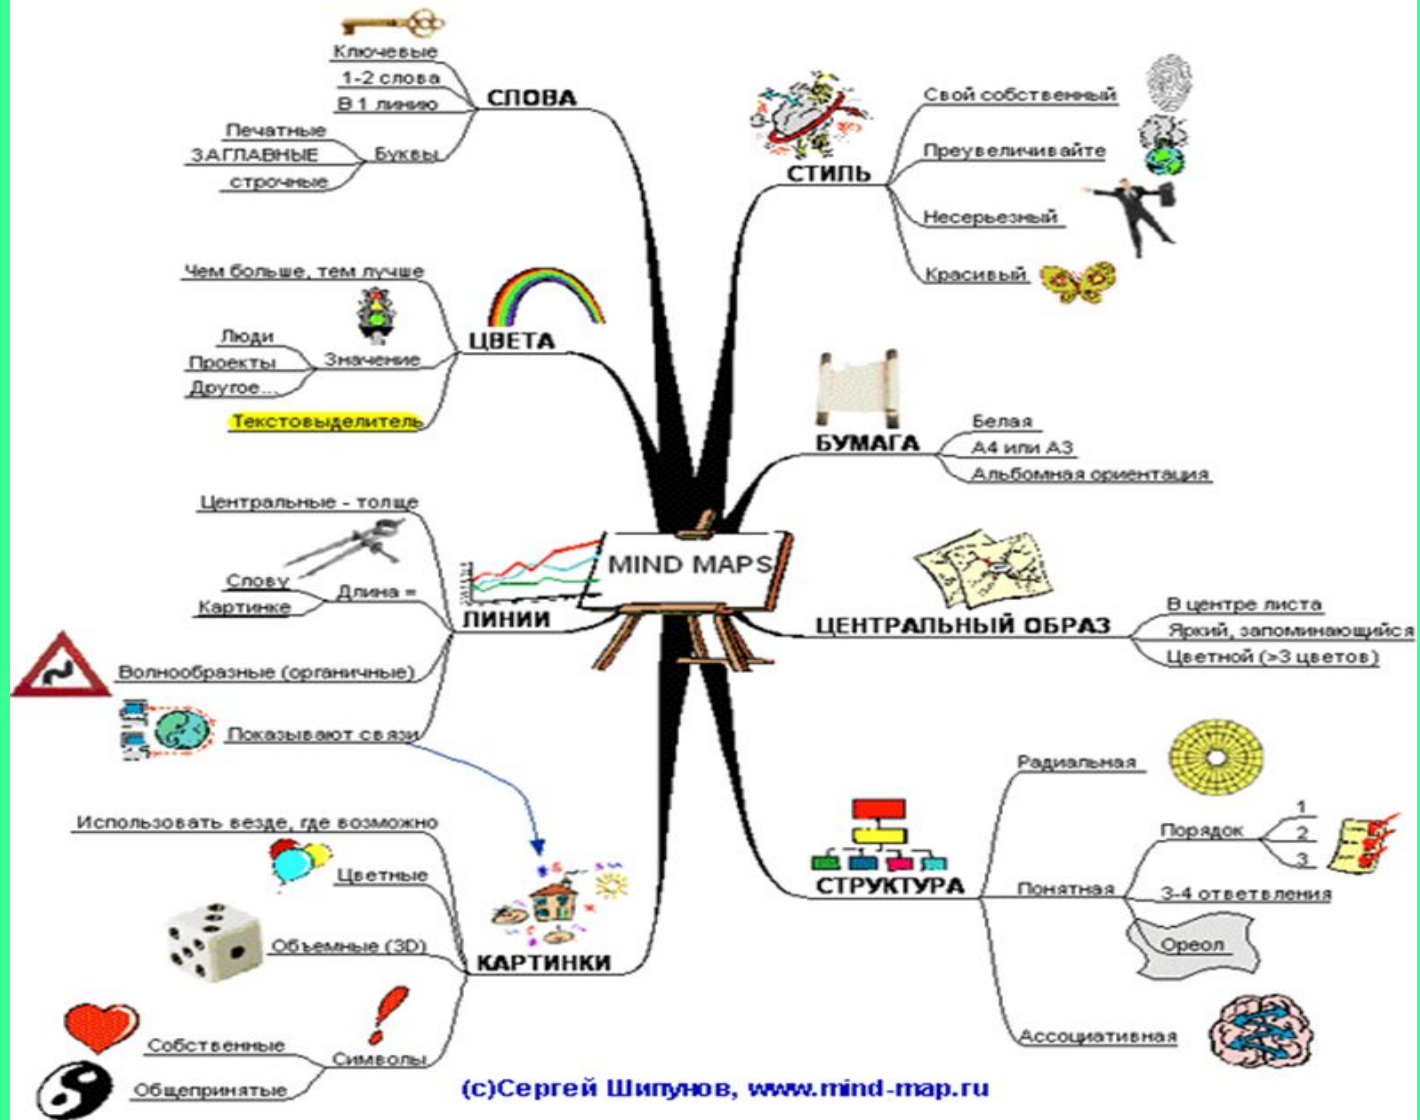 Ключевые
1-2 слова
В 1 линию
Печатные
ЗАГЛАВНЫЕ
строчные
Буквы
СЛОВА
Чем больше, тем лучше
Люди
Проекты
Другое...
Значение
Текстовыделитель
ЦВЕТА
Центральные - толще
Слову
Картинке
Длина =
Волнообразные (органичные)
Показывают связи
ЛИНИИ
Использовать везде, где возможно
Цветные
Объемные (3D)
Собственные
Общепринятые
Символы
КАРТИНКИ
MIND MAPS
СТИЛЬ
Свой собственный
Преувеличивайте
Несерьезный
Красивый
БУМАГА
Белая
А4 или А3
Альбомная ориентация
ЦЕНТРАЛЬНЫЙ ОБРАЗ
В центре листа
Яркий, запоминающийся
Цветной (>3 цветов)
СТРУКТУРА
Радиальная
Понятная
Порядок
1
2
3
3-4 ответвления
Ореол
Ассоциативная
(c)Сергей Шипунов, www.mind-map.ru